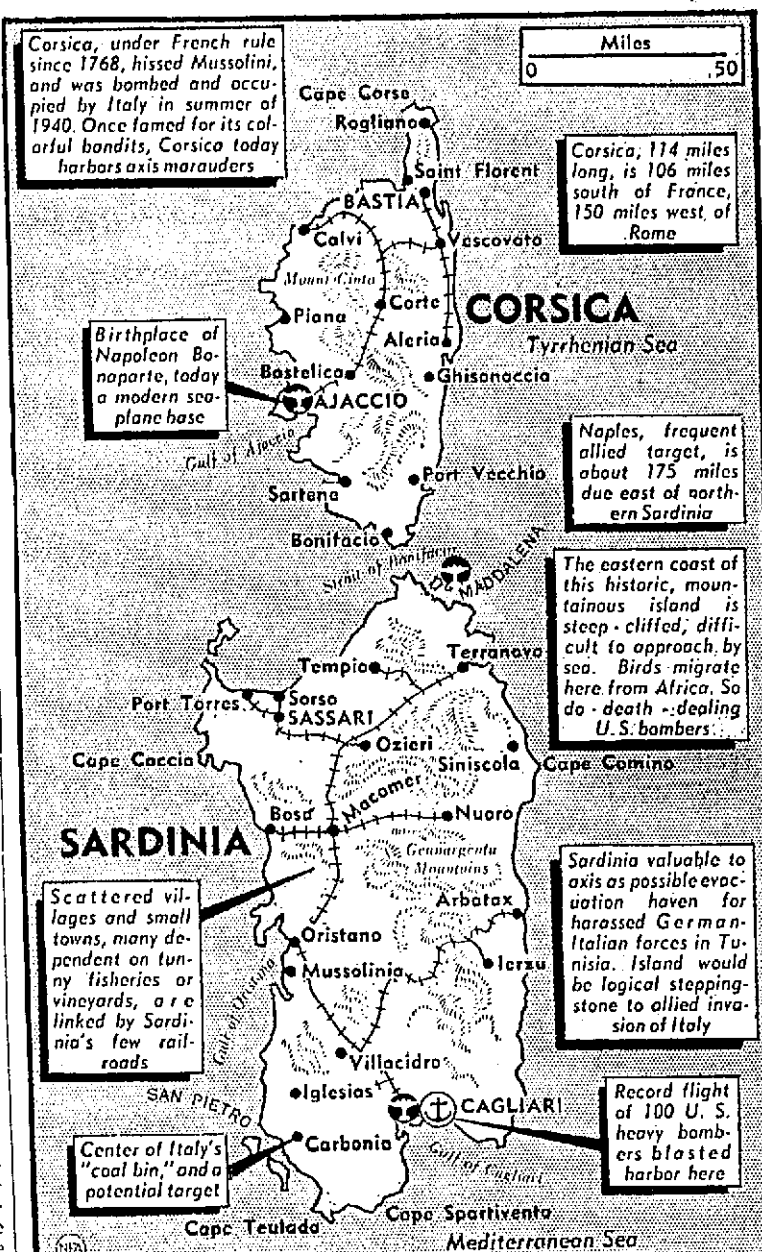 Corsica, under French rule
since 1768, hissed Mussolini,
and was bombed and occu-
pied by Italy in summer of
1940. Once famed for its col-
orful bandits, Corsica today
harbors axis marauders
Miles
0 50
Cape Corse
Rogliano
Saint Florent
BASTIA
Corsica, 114 miles
long, is 106 miles
south of France,
150 miles west of
Rome
Calvi
Vescovato
Mount Cinto
Corte
CORSICA
Piana
Aleria
Tyrrhenian Sea
Birthplace of
Napoleon Bo-
naparte, today
a modern sea-
plane base
Bastelica
Ghisonaccia
AJACCIO
Gulf of Ajaccio
Naples, frequent
allied target, is
about 175 miles
due east of north-
ern Sardinia
Port Vecchio
Sartena
Bonifacio
Strait of Bonifacio
MADDALENA
The eastern coast of
this historic, moun-
tainous island is
steep-cliffed, diffi-
cult to approach by
sea. Birds migrate
here from Africa. So
do death-dealing
U.S. bombers
Tempio
Terranova
Port Torres
Sorso
SASSARI
Ozieri
Cape Caccia
Siniscola
Cape Comino
Bosa
Macomer
Nuoro
SARDINIA
Gennargentu
Mountains
Sardinia valuable to
axis as possible evac-
uation haven for
harassed German-
Italian forces in Tu-
nisia. Island would
be logical stepping-
stone to allied inva-
sion of Italy
Scattered vil-
lages and small
towns, many de-
pendent on tun-
ny fisheries or
vineyards, are
linked by Sardi-
nia's few rail-
roads
Arbatax
Oristano
Mussolinia
Ierzu
Gulf of Oristano
Villacidro
SAN PIETRO
Iglesias
CAGLIARI
Record flight
of 100 U. S.
heavy bomb-
ers blasted
harbor here
Carbonia
Gulf of Cagliari
Center of Italy's
"coal bin," and a
potential target
Cape Teulada
Cape Spartivento
Mediterranean Sea